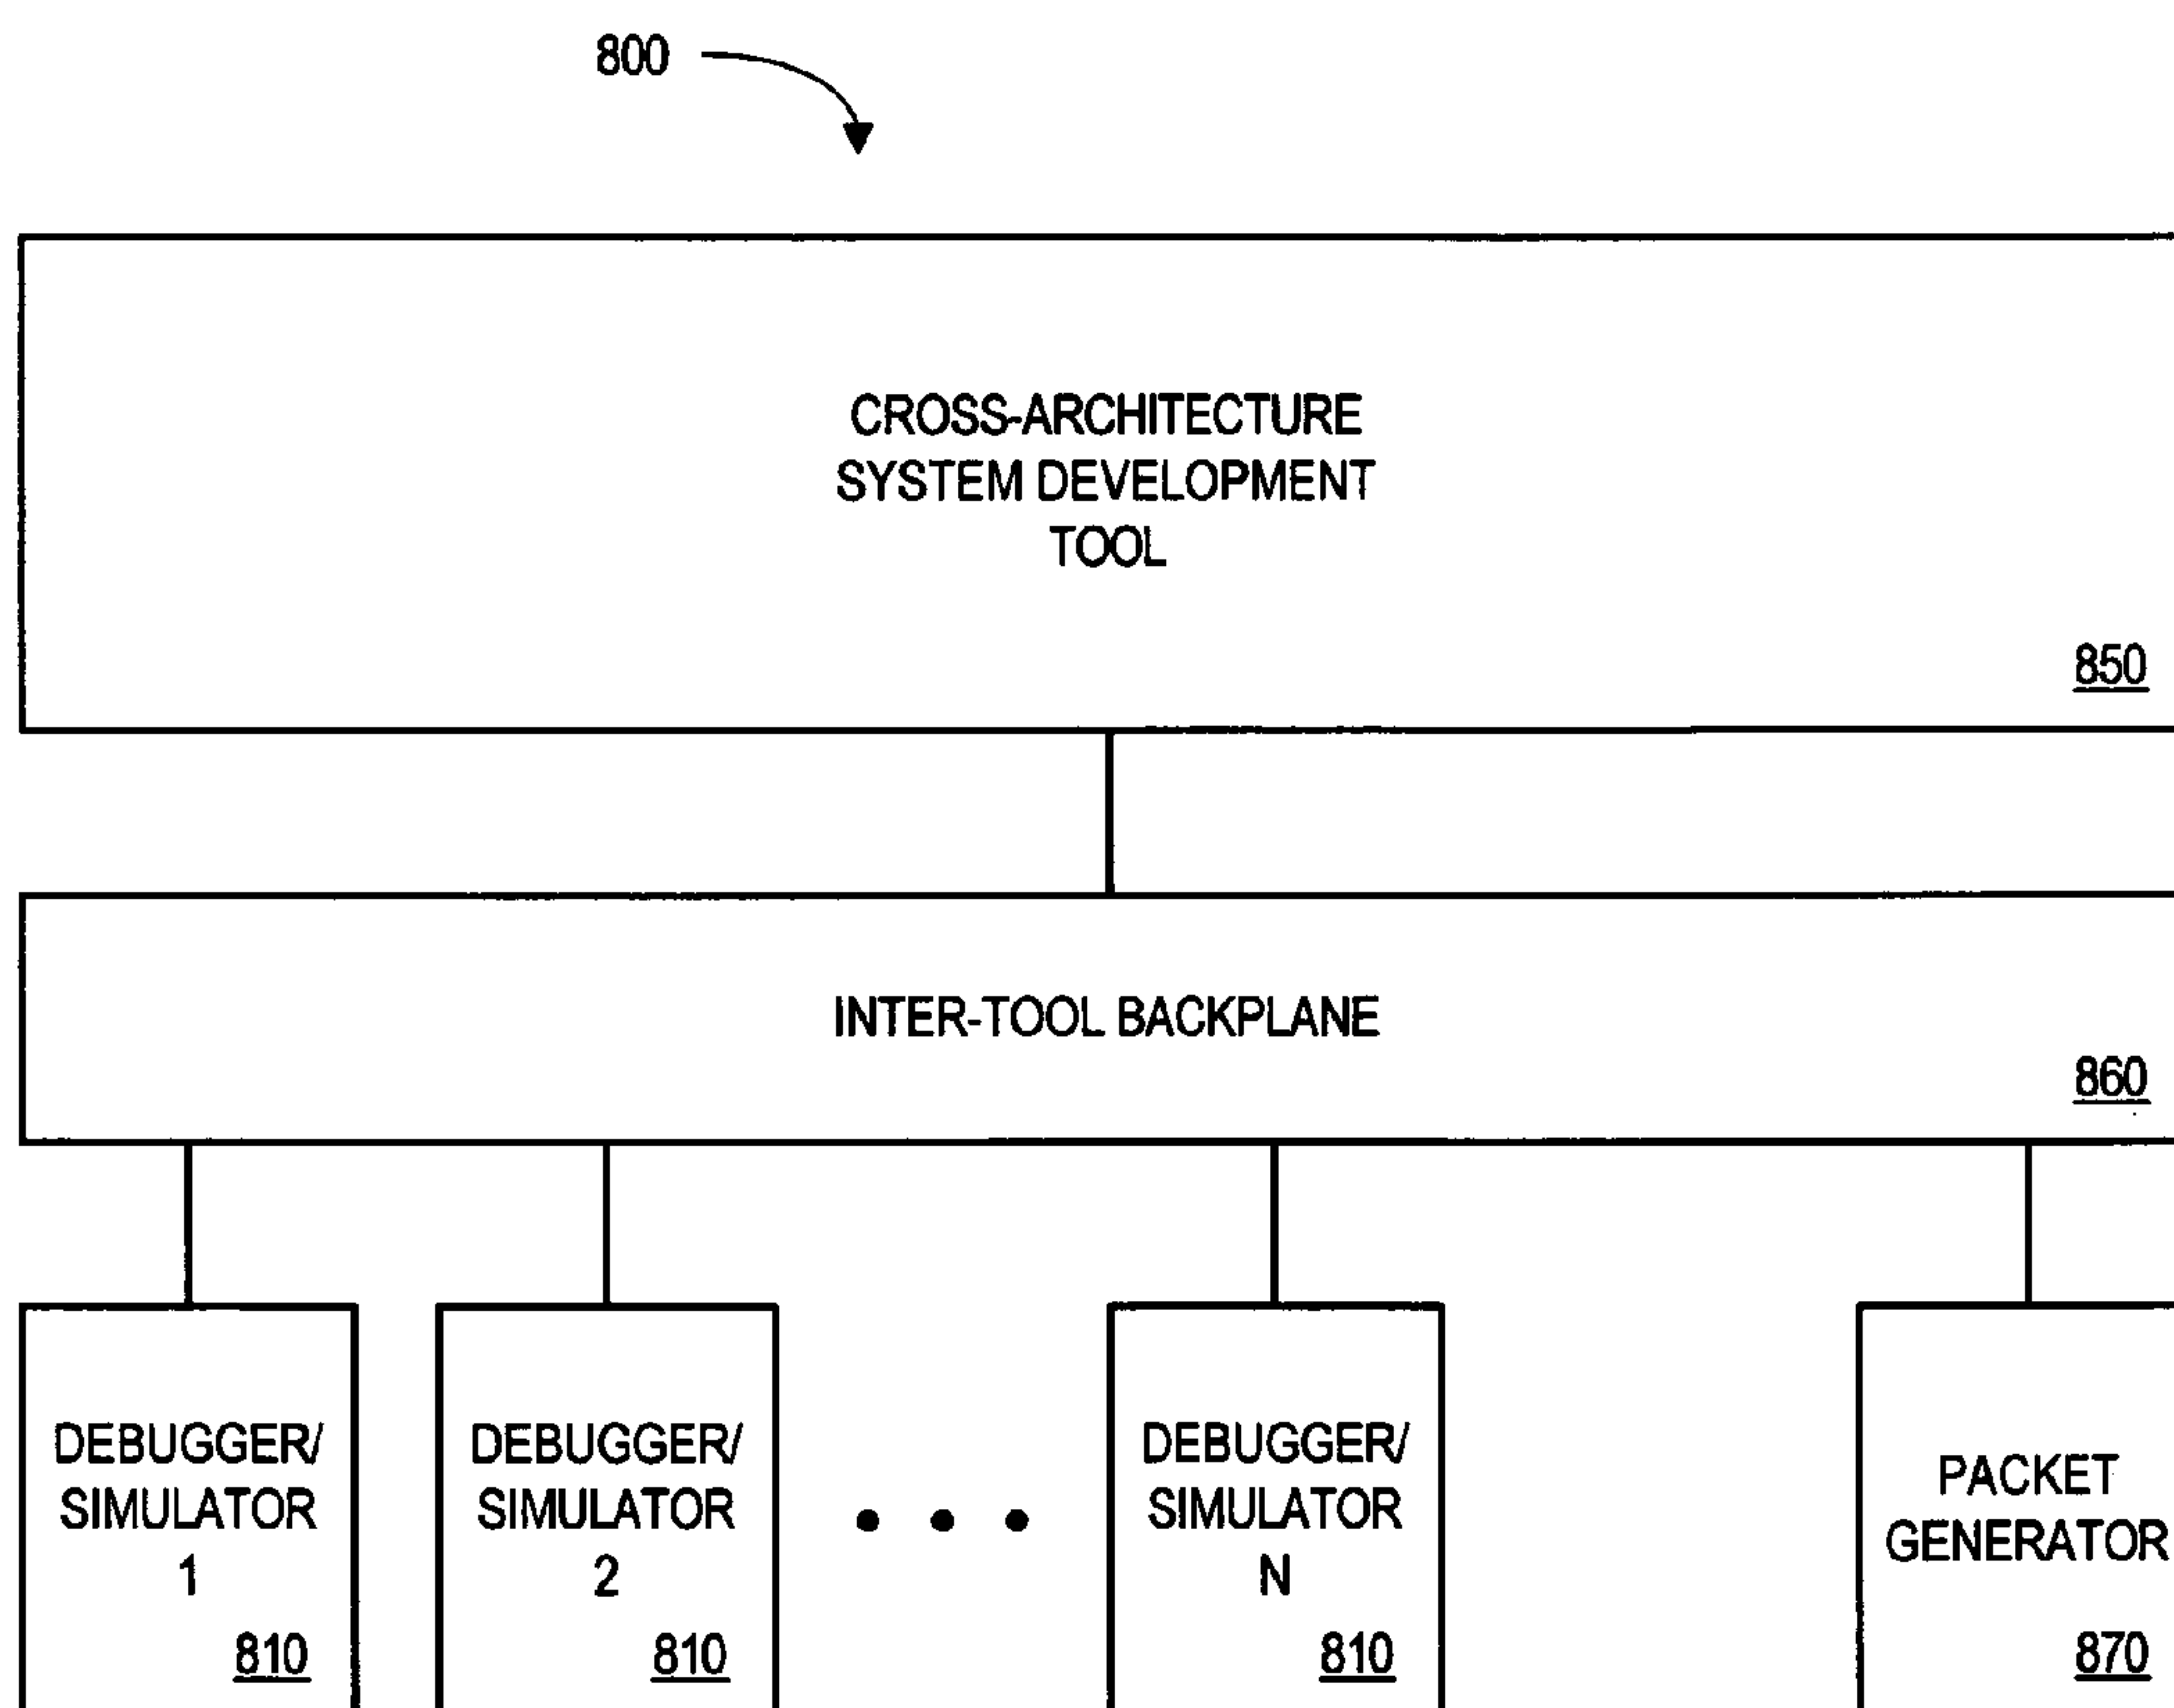 800
CROSS-ARCHITECTURE
SYSTEM DEVELOPMENT
TOOL
850
INTER-TOOL BACKPLANE
860
DEBUGGER/
SIMULATOR
1
810
DEBUGGER/
SIMULATOR
2
810
DEBUGGER/
SIMULATOR
N
810
PACKET
GENERATOR
870